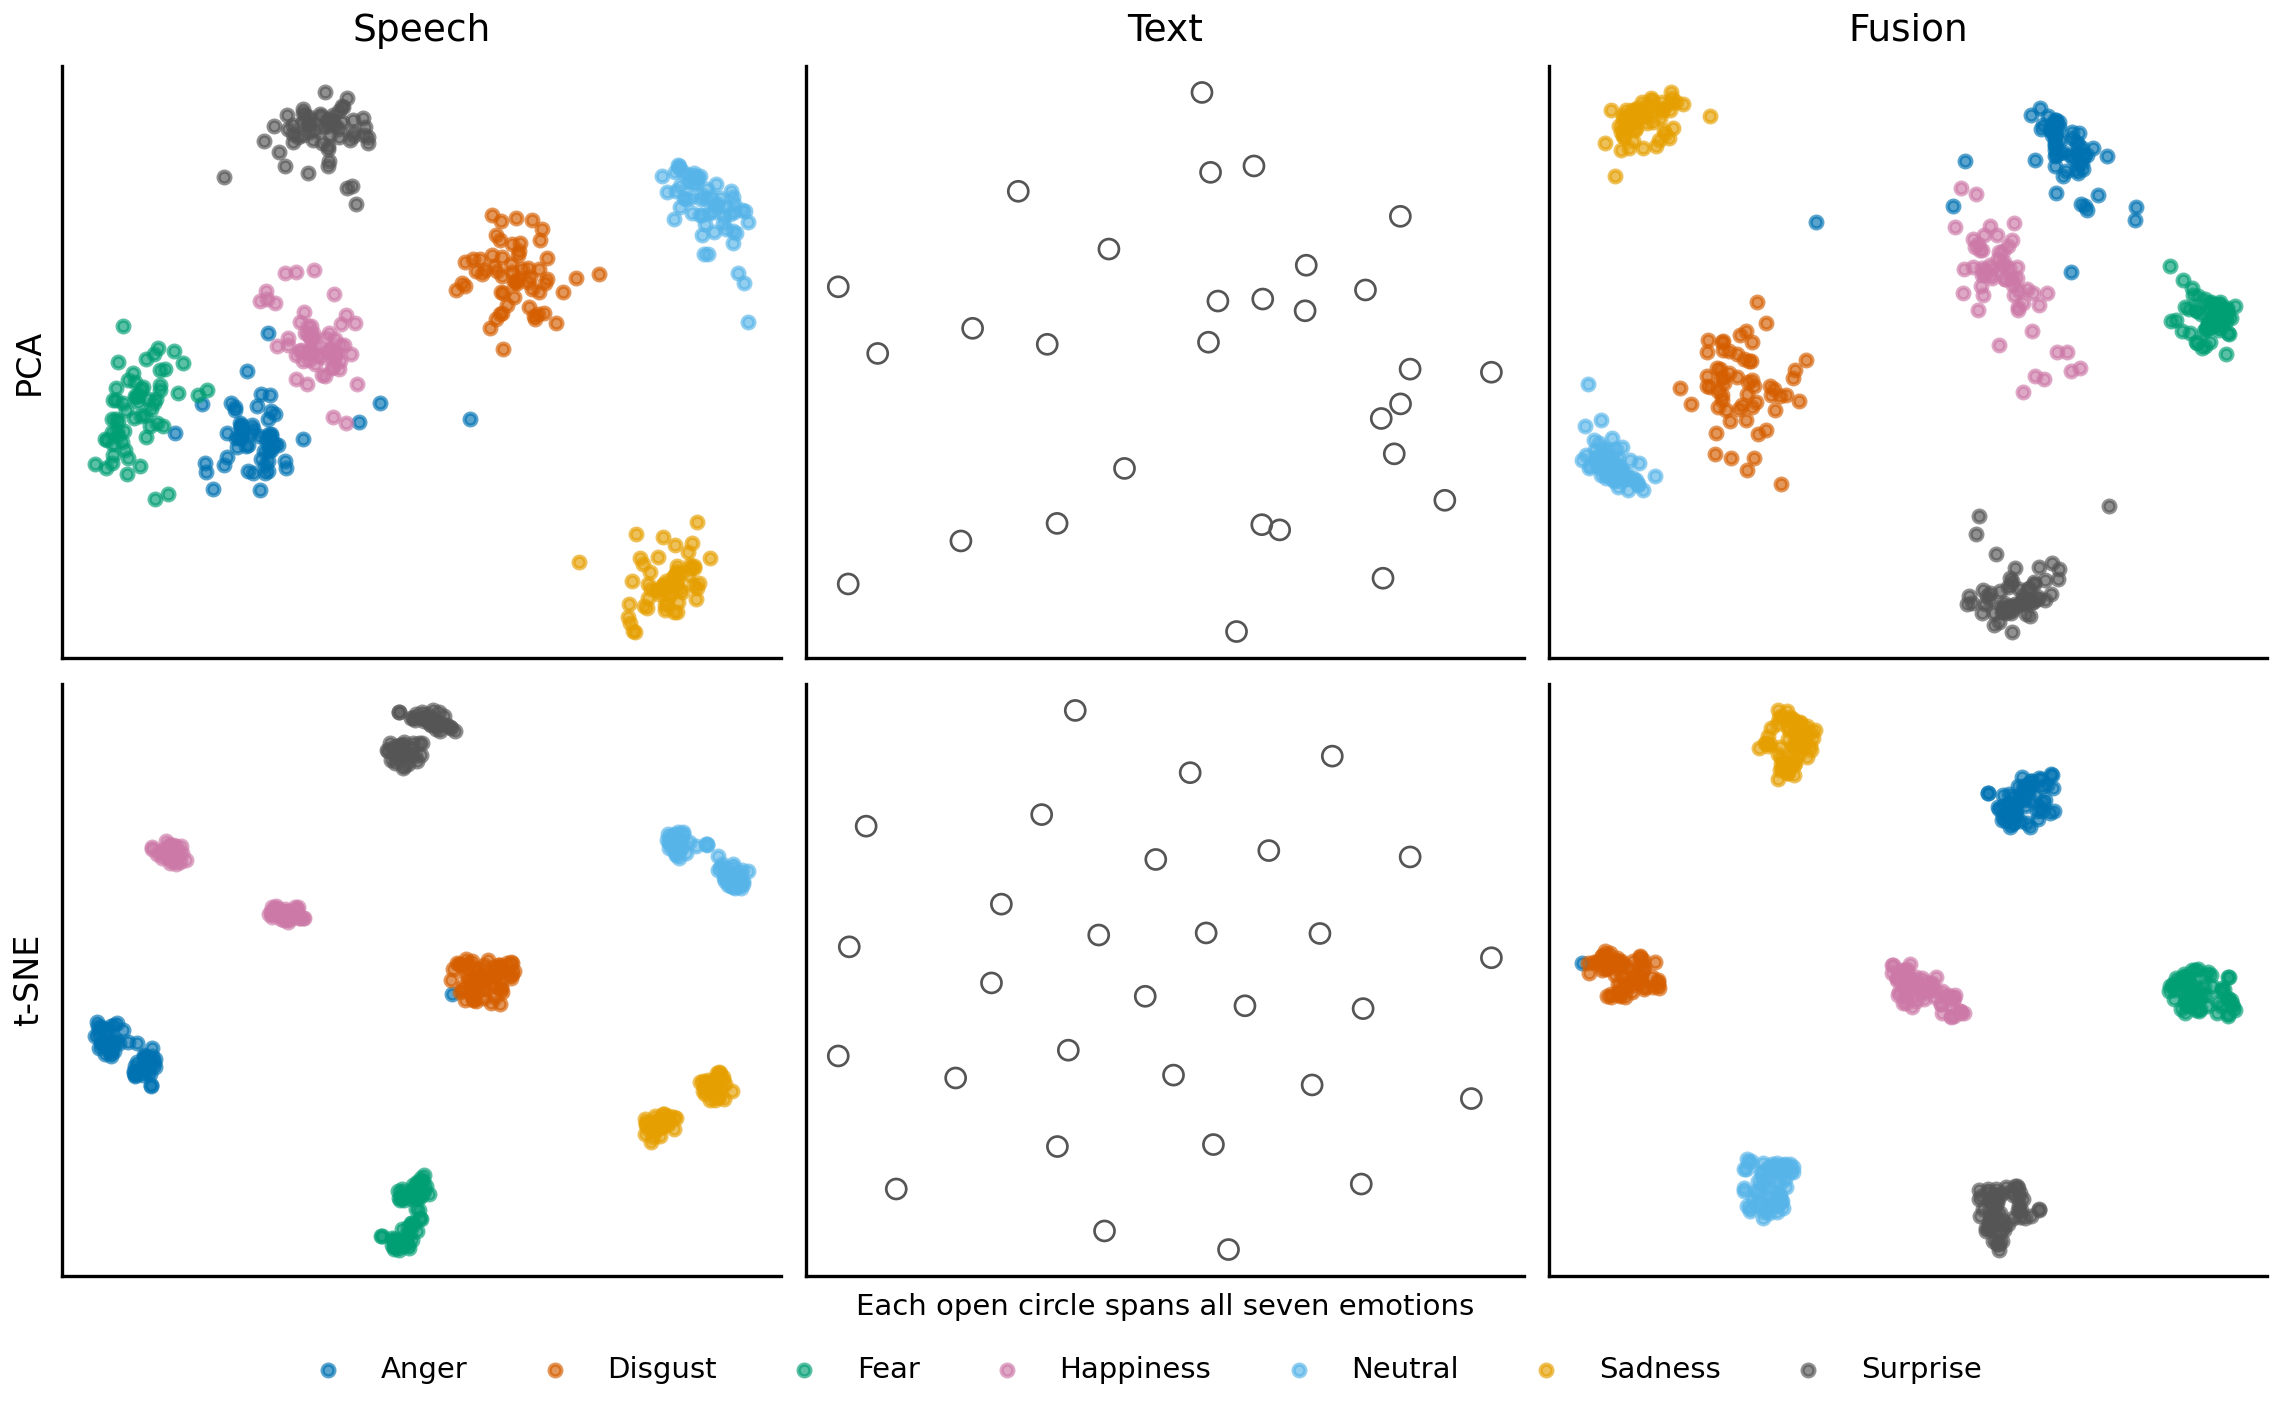 Speech Text Fusion
PCA
t-SNE
Each open circle spans all seven emotions
Anger Disgust Fear Happiness Neutral Sadness Surprise